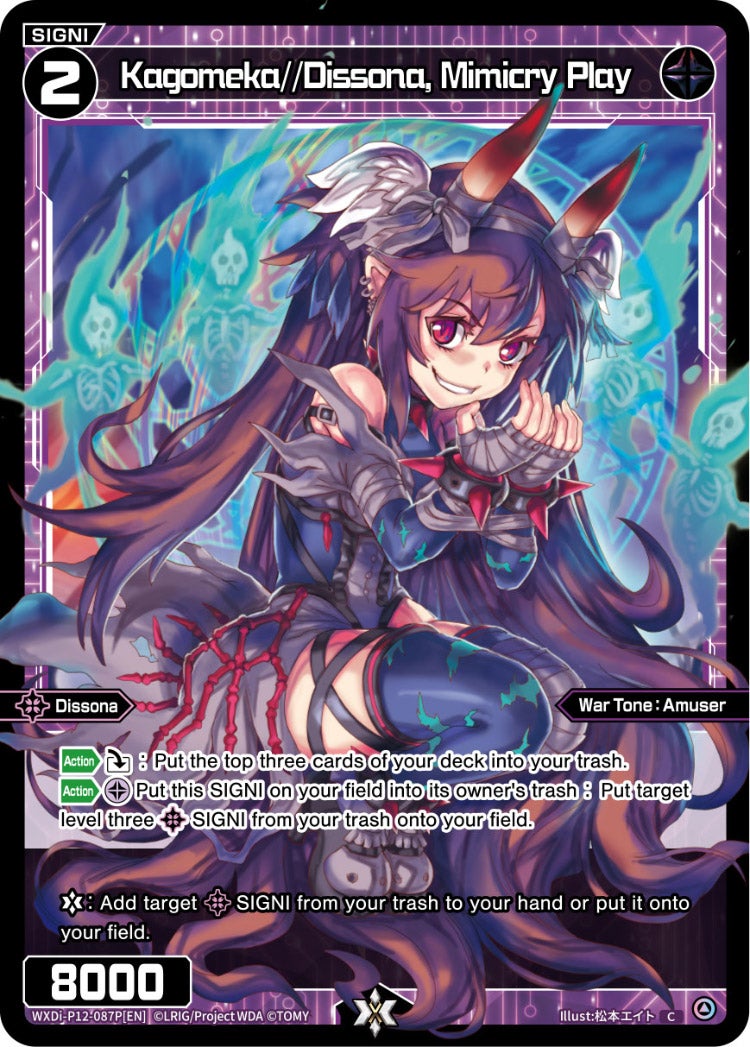 SIGNI
2 Kagomeka//Dissona, Mimicry Play
Dissona
War Tone : Amuser
Action : Put the top three cards of your deck into your trash.
Action Put this SIGNI on your field into its owner's trash : Put target
level three SIGNI from your trash onto your field.
: Add target SIGNI from your trash to your hand or put it onto
your field.
8000
WXDi-P12-087P[EN] ©LRIG/Project WDA ©TOMY
Illust:松本エイト C